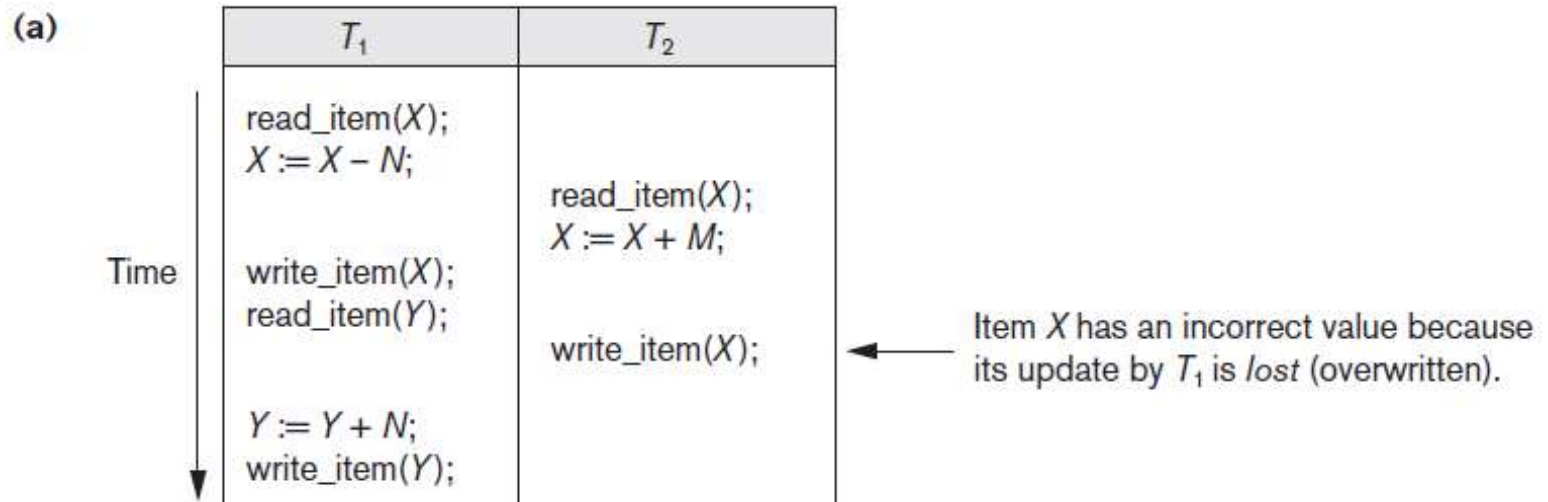 (a)
T₁ T₂
read_item(X);
X := X – N;
read_item(X);
X := X + M;
Time
write_item(X);
read_item(Y);
write_item(X);
Item X has an incorrect value because
its update by T₁ is lost (overwritten).
Y := Y + N;
write_item(Y);